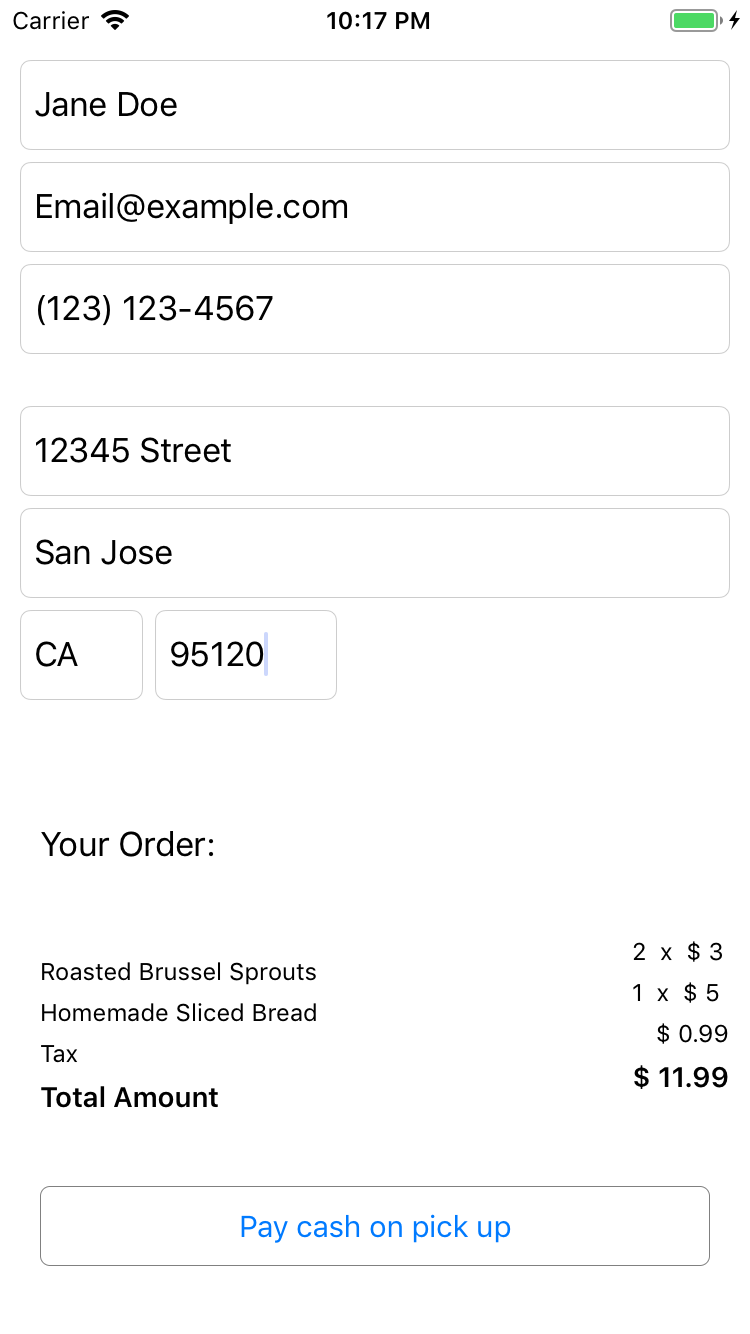 Carrier 10:17 PM
Jane Doe
Email@example.com
(123) 123-4567
12345 Street
San Jose
CA 95120
Your Order:
Roasted Brussel Sprouts 2 x $ 3
Homemade Sliced Bread 1 x $ 5
Tax $ 0.99
Total Amount $ 11.99
Pay cash on pick up